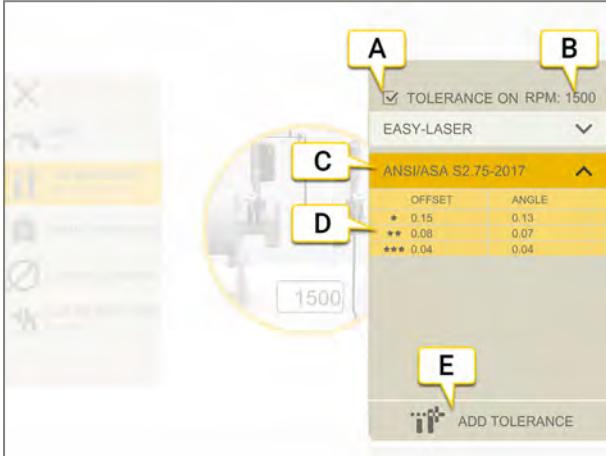 A
B
TOLERANCE ON RPM: 1500
EASY-LASER
C
ANSI/ASA S2.75-2017
OFFSET ANGLE
D
* 0.15 0.13
** 0.08 0.07
*** 0.04 0.04
1500
E
ADD TOLERANCE